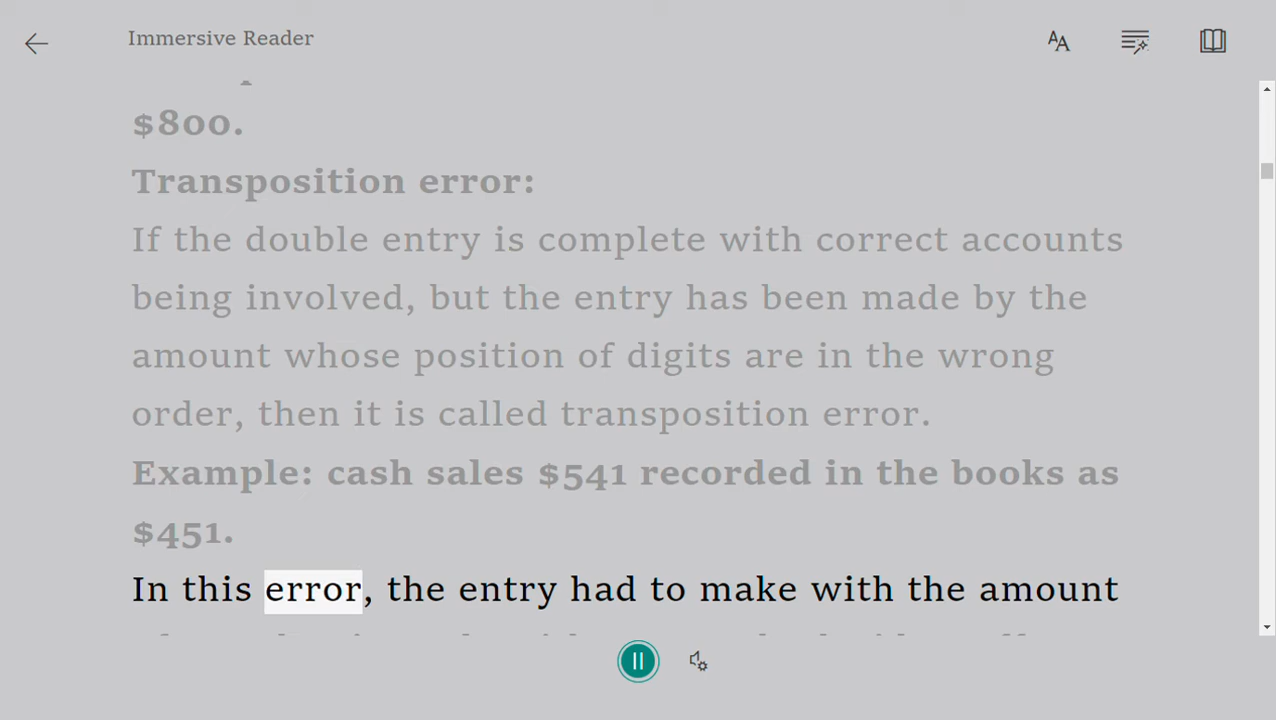 Immersive Reader
$800.
Transposition error:
If the double entry is complete with correct accounts
being involved, but the entry has been made by the
amount whose position of digits are in the wrong
order, then it is called transposition error.
Example: cash sales $541 recorded in the books as
$451.
In this error, the entry had to make with the amount